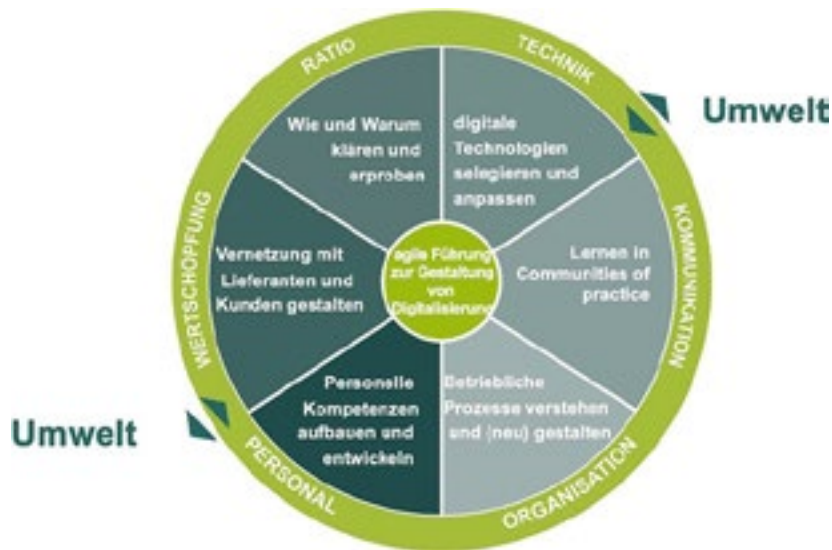 RATIO
TECHNIK
Umwelt
Wie und Warum
klären und
erproben
digitale
Technologien
selegieren und
anpassen
WERTSCHÖPFUNG
KOMMUNIKATION
Vernetzung mit
Lieferanten und
Kunden gestalten
agile Führung
zur Gestaltung
von
Digitalisierung
Lernen in
Communities of
practice
Personelle
Kompetenzen
aufbauen und
entwickeln
Betriebliche
Prozesse verstehen
und (neu) gestalten
Umwelt
PERSONAL
ORGANISATION